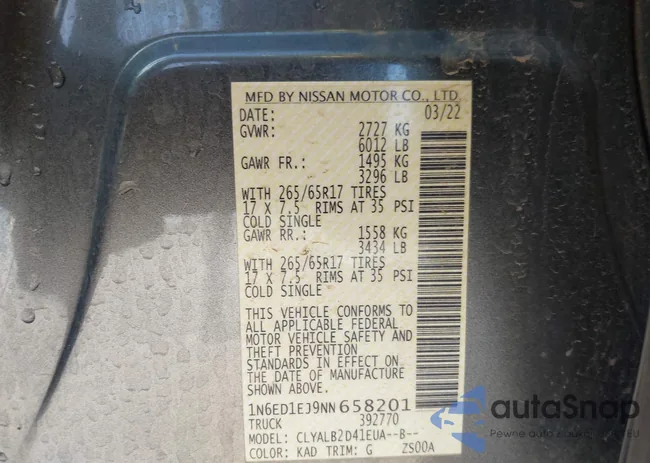 MFD BY NISSAN MOTOR CO., LTD.
DATE: 03/22
GVWR: 2727 KG
6012 LB
GAWR FR.: 1495 KG
3296 LB
WITH 265/65R17 TIRES
17 X 7.5 RIMS AT 35 PSI
COLD SINGLE
GAWR RR.: 1558 KG
3434 LB
WITH 265/65R17 TIRES
17 X 7.5 RIMS AT 35 PSI
COLD SINGLE
THIS VEHICLE CONFORMS TO
ALL APPLICABLE FEDERAL
MOTOR VEHICLE SAFETY AND
THEFT PREVENTION
STANDARDS IN EFFECT ON
THE DATE OF MANUFACTURE
SHOWN ABOVE.
1N6ED1EJ9NN658201
TRUCK 392770
MODEL: CLYALB2D41EUA--B--
COLOR: KAD TRIM: G ZS00A
autoSnap